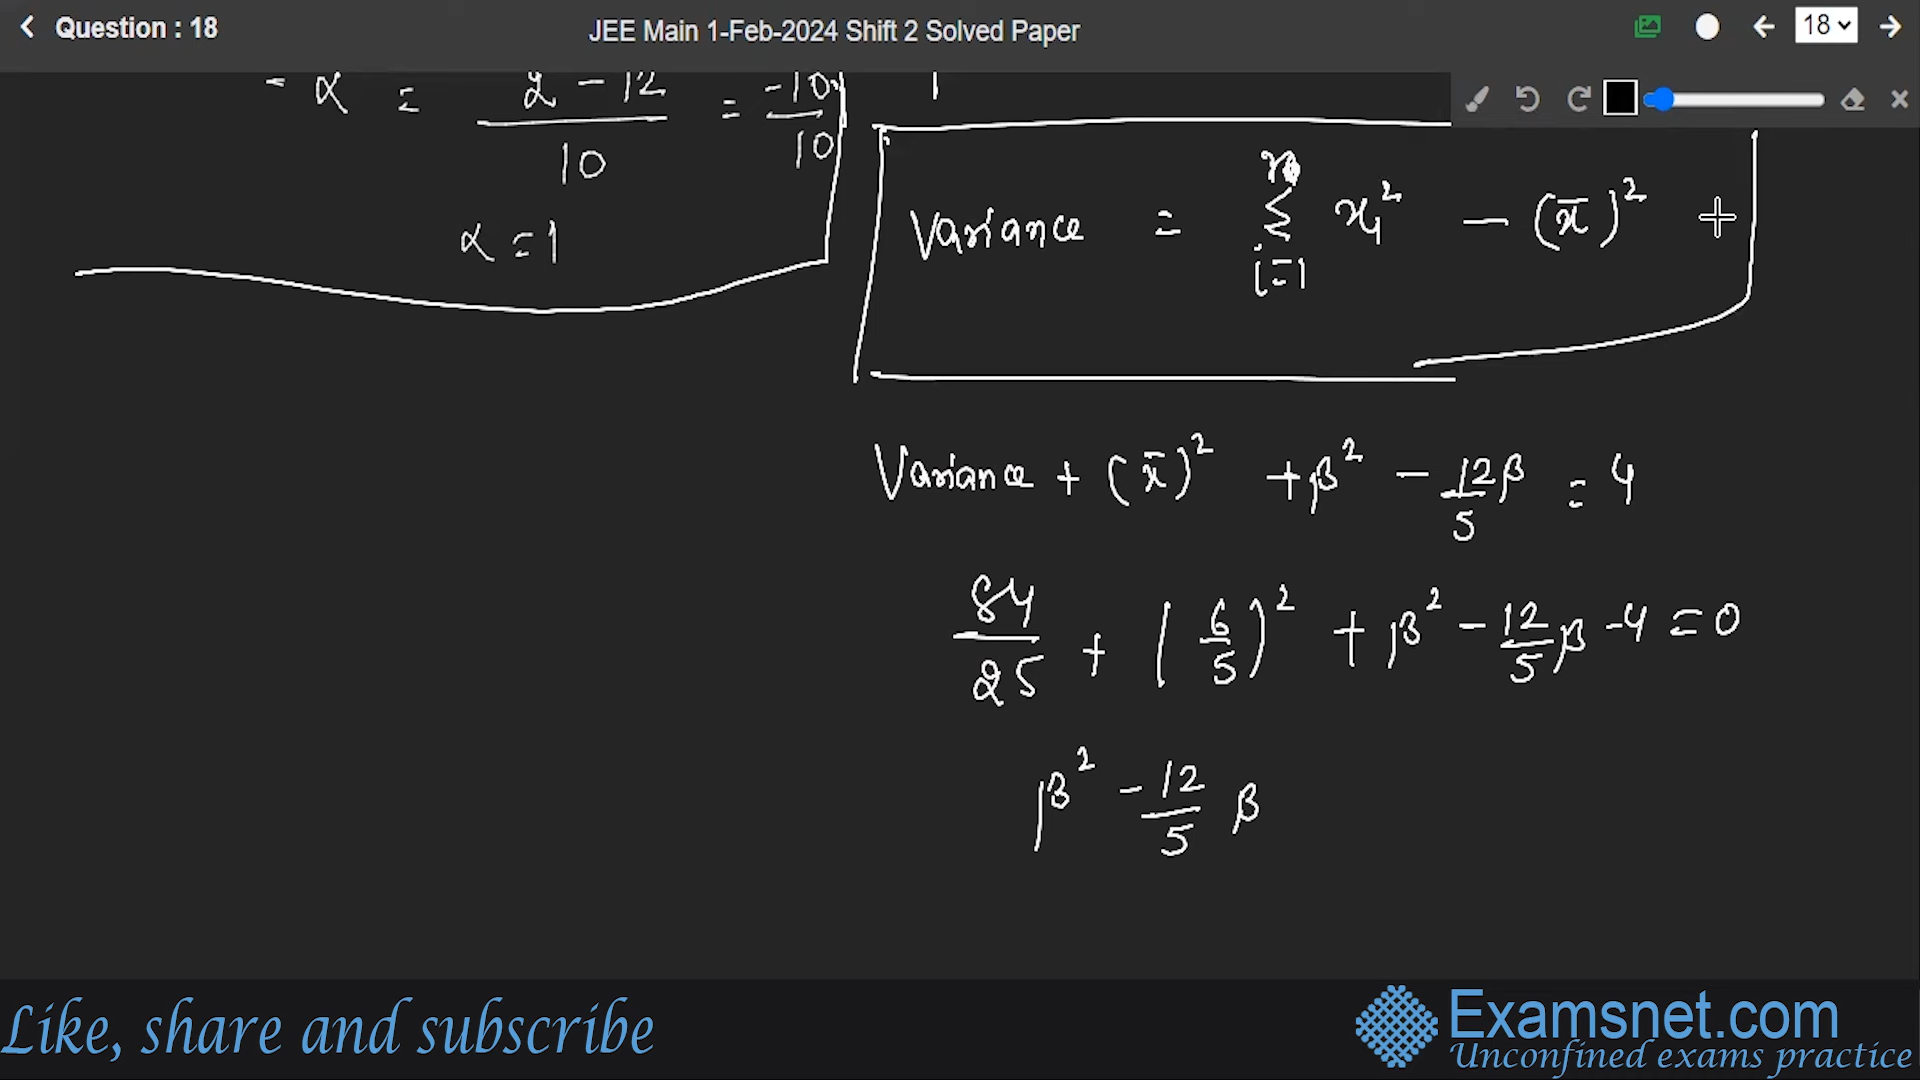 Question : 18
JEE Main 1-Feb-2024 Shift 2 Solved Paper
18
- α = (2 - 12)/10 = -10/10
α = 1
Variance = Σ_{i=1}^{n} x_i² - (x̄)²
Variance + (x̄)² + β² - 12β/5 = 4
84/25 + (6/5)² + β² - 12/5 β - 4 = 0
β² - 12/5 β
Like, share and subscribe
Examsnet.com
Unconfined exams practice